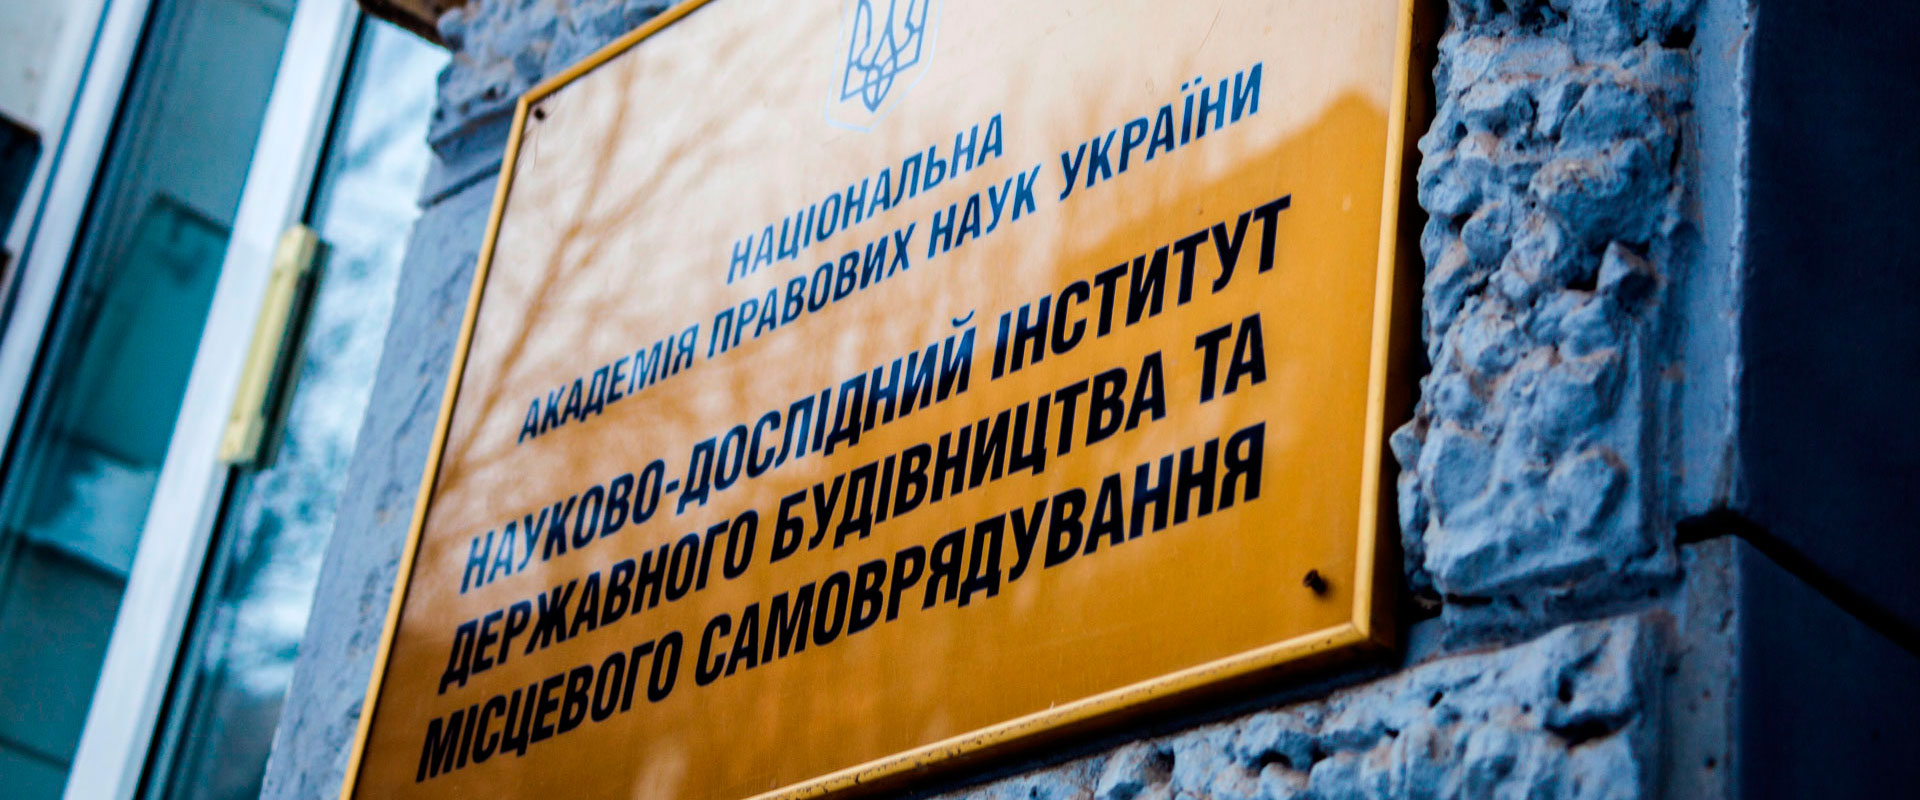 НАЦІОНАЛЬНА
АКАДЕМІЯ ПРАВОВИХ НАУК УКРАЇНИ
НАУКОВО-ДОСЛІДНИЙ ІНСТИТУТ
ДЕРЖАВНОГО БУДІВНИЦТВА ТА
МІСЦЕВОГО САМОВРЯДУВАННЯ